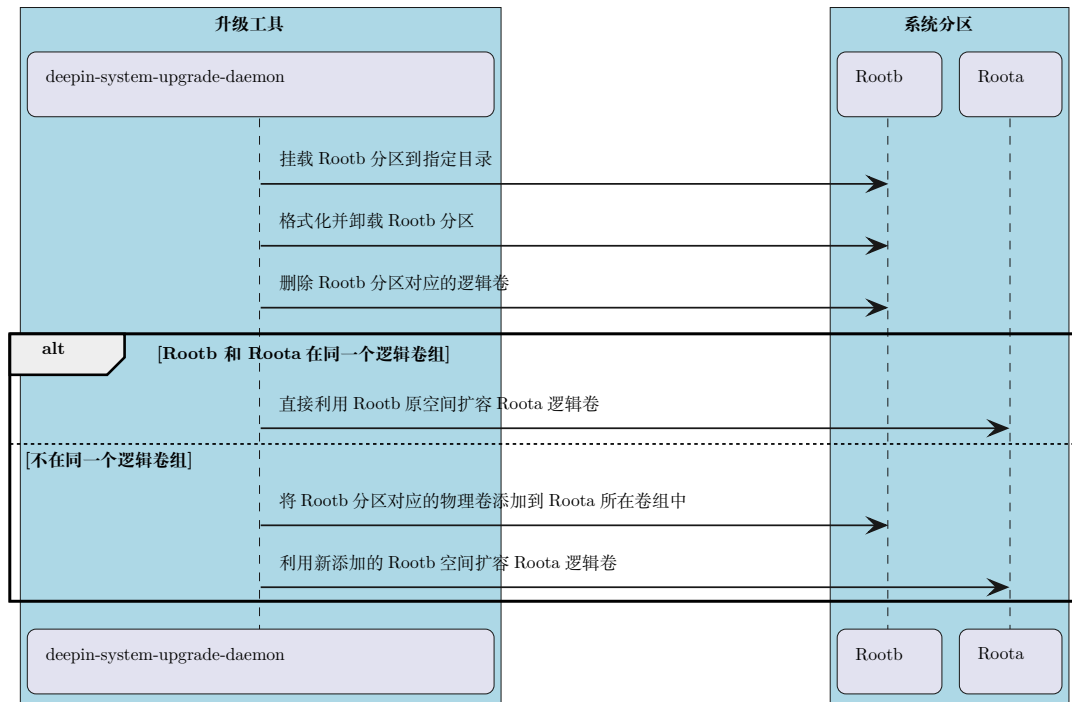 升级工具
系统分区
deepin-system-upgrade-daemon
Rootb
Roota
挂载 Rootb 分区到指定目录
格式化并卸载 Rootb 分区
删除 Rootb 分区对应的逻辑卷
alt
[Rootb 和 Roota 在同一个逻辑卷组]
直接利用 Rootb 原空间扩容 Roota 逻辑卷
[不在同一个逻辑卷组]
将 Rootb 分区对应的物理卷添加到 Roota 所在卷组中
利用新添加的 Rootb 空间扩容 Roota 逻辑卷
deepin-system-upgrade-daemon
Rootb
Roota